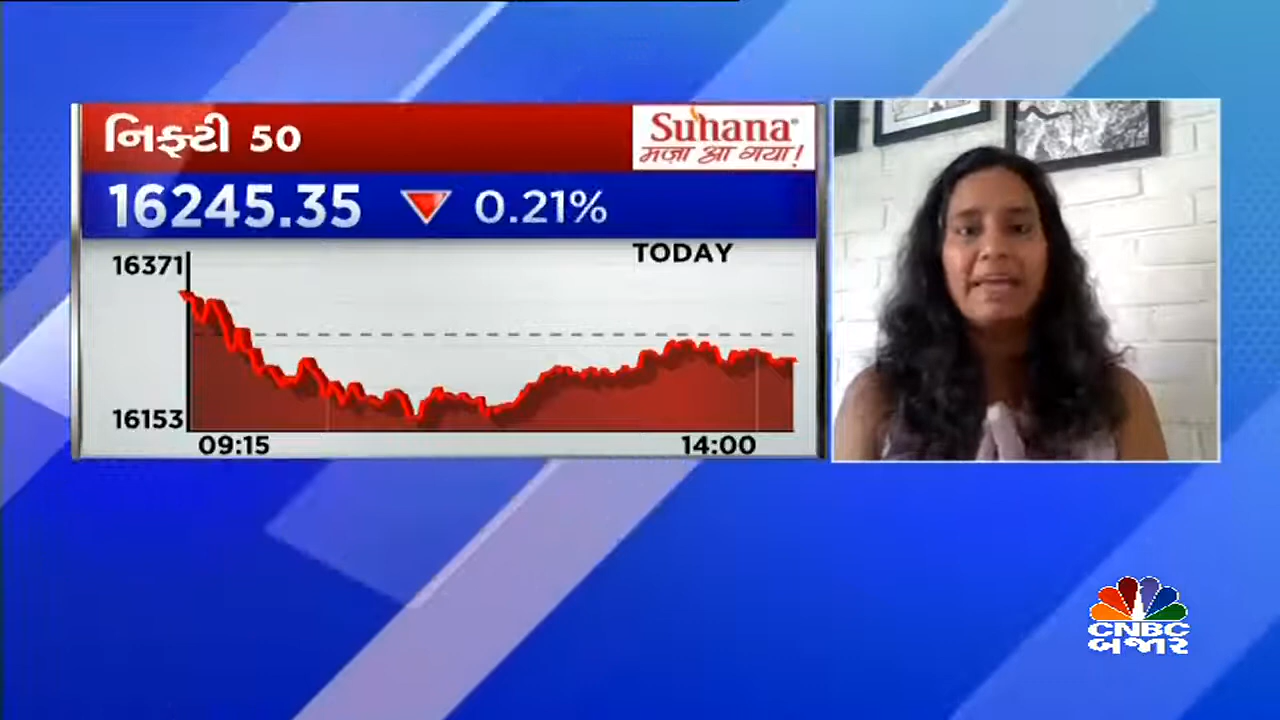 નિફ્ટી 50
Suhana
मज़ा आ गया!
16245.35 ▼ 0.21%
TODAY
16371
16153
09:15 14:00
CNBC
બજાર